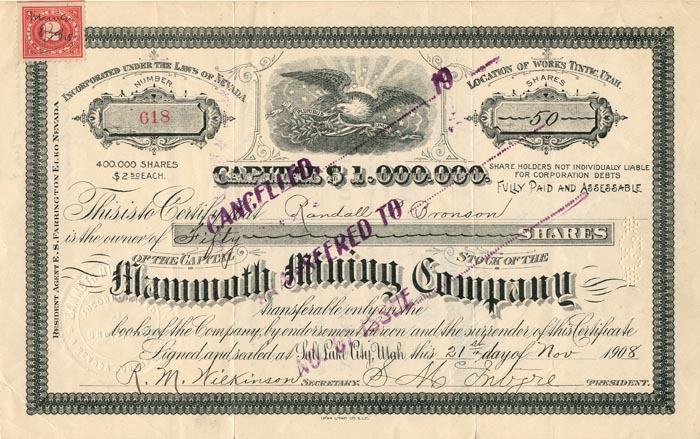 INCORPORATED UNDER THE LAWS OF NEVADA
LOCATION OF WORKS TINTIC, UTAH.
NUMBER
618
SHARES
50
400.000 SHARES
$2.50 EACH.
CAPITAL $1.000.000.
SHARE HOLDERS NOT INDIVIDUALLY LIABLE
FOR CORPORATION DEBTS
FULLY PAID AND ASSESSABLE
This is to Certify that Randall P Cronson
is the owner of Fifty SHARES
OF THE CAPITAL STOCK OF THE
Mammoth Mining Company
transferable only on the
books of the Company, by endorsement hereon and the surrender of this Certificate
Signed and sealed at Salt Lake City, Utah this 21st day of Nov 1908
R. M. Wilkinson SECRETARY. S Mc Intyre PRESIDENT.
RESIDENT AGENT E. S. FARRINGTON ELKO NEVADA
CANCELLED 19
TRANSFERRED TO